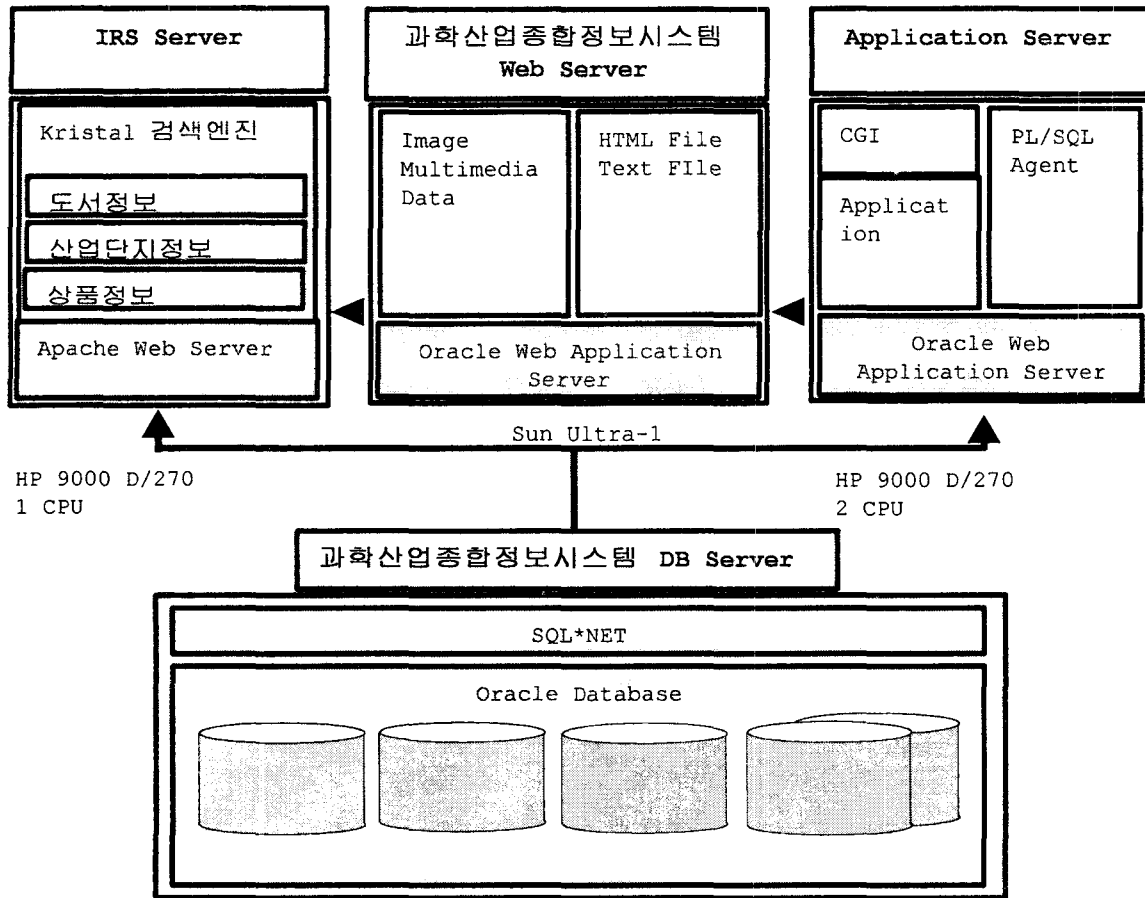 IRS Server
과학산업종합정보시스템
Web Server
Application Server
Kristal 검색엔진
도서정보
산업단지정보
상품정보
Apache Web Server
Image
Multimedia
Data
HTML File
Text FIle
Oracle Web Application
Server
CGI
Applicat
ion
PL/SQL
Agent
Oracle Web
Application Server
Sun Ultra-1
HP 9000 D/270
1 CPU
HP 9000 D/270
2 CPU
과학산업종합정보시스템 DB Server
SQL*NET
Oracle Database